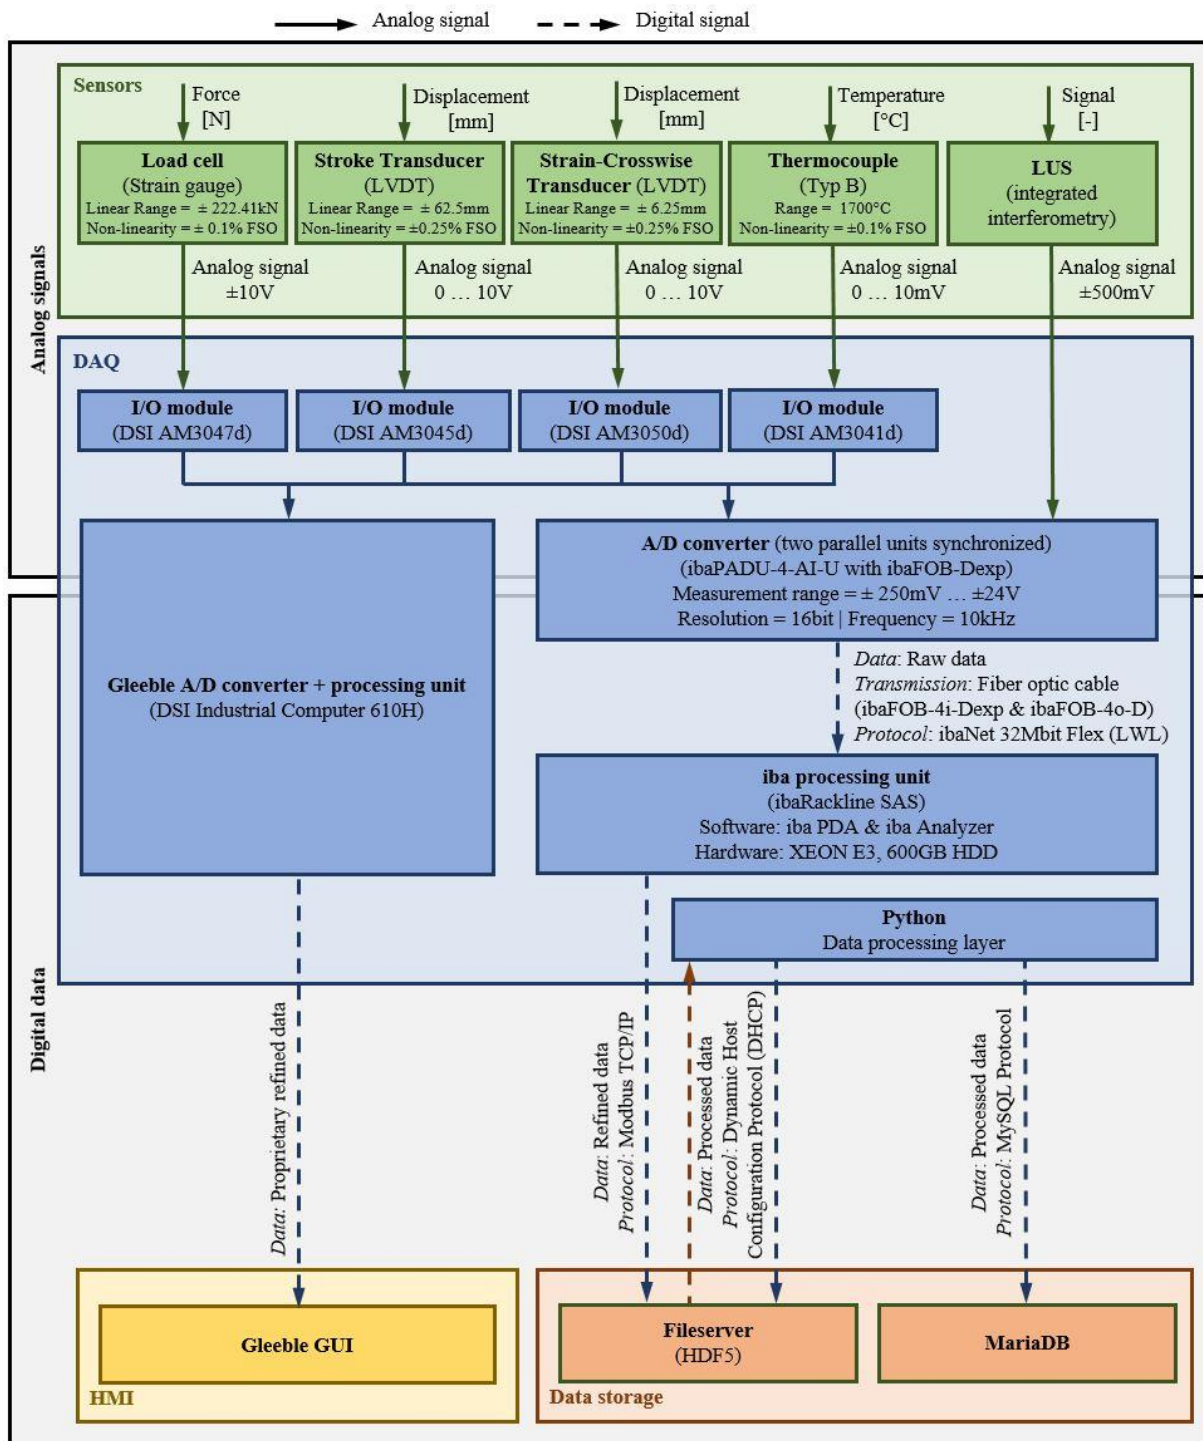 Analog signal
Digital signal
Analog signals
Sensors
Force
[N]
Displacement
[mm]
Displacement
[mm]
Temperature
[°C]
Signal
[-]
Load cell
(Strain gauge)
Linear Range = ± 222.41kN
Non-linearity = ± 0.1% FSO
Stroke Transducer
(LVDT)
Linear Range = ± 62.5mm
Non-linearity = ±0.25% FSO
Strain-Crosswise
Transducer (LVDT)
Linear Range = ± 6.25mm
Non-linearity = ±0.25% FSO
Thermocouple
(Typ B)
Range = 1700°C
Non-linearity = ±0.1% FSO
LUS
(integrated
interferometry)
Analog signal
±10V
Analog signal
0 … 10V
Analog signal
0 … 10V
Analog signal
0 … 10mV
Analog signal
±500mV
DAQ
I/O module
(DSI AM3047d)
I/O module
(DSI AM3045d)
I/O module
(DSI AM3050d)
I/O module
(DSI AM3041d)
A/D converter (two parallel units synchronized)
(ibaPADU-4-AI-U with ibaFOB-Dexp)
Measurement range = ± 250mV … ±24V
Resolution = 16bit | Frequency = 10kHz
Digital data
Gleeble A/D converter + processing unit
(DSI Industrial Computer 610H)
Data: Raw data
Transmission: Fiber optic cable
(ibaFOB-4i-Dexp & ibaFOB-4o-D)
Protocol: ibaNet 32Mbit Flex (LWL)
iba processing unit
(ibaRackline SAS)
Software: iba PDA & iba Analyzer
Hardware: XEON E3, 600GB HDD
Python
Data processing layer
Data: Proprietary refined data
Data: Refined data
Protocol: Modbus TCP/IP
Data: Processed data
Protocol: Dynamic Host
Configuration Protocol (DHCP)
Data: Processed data
Protocol: MySQL Protocol
Gleeble GUI
HMI
Fileserver
(HDF5)
MariaDB
Data storage